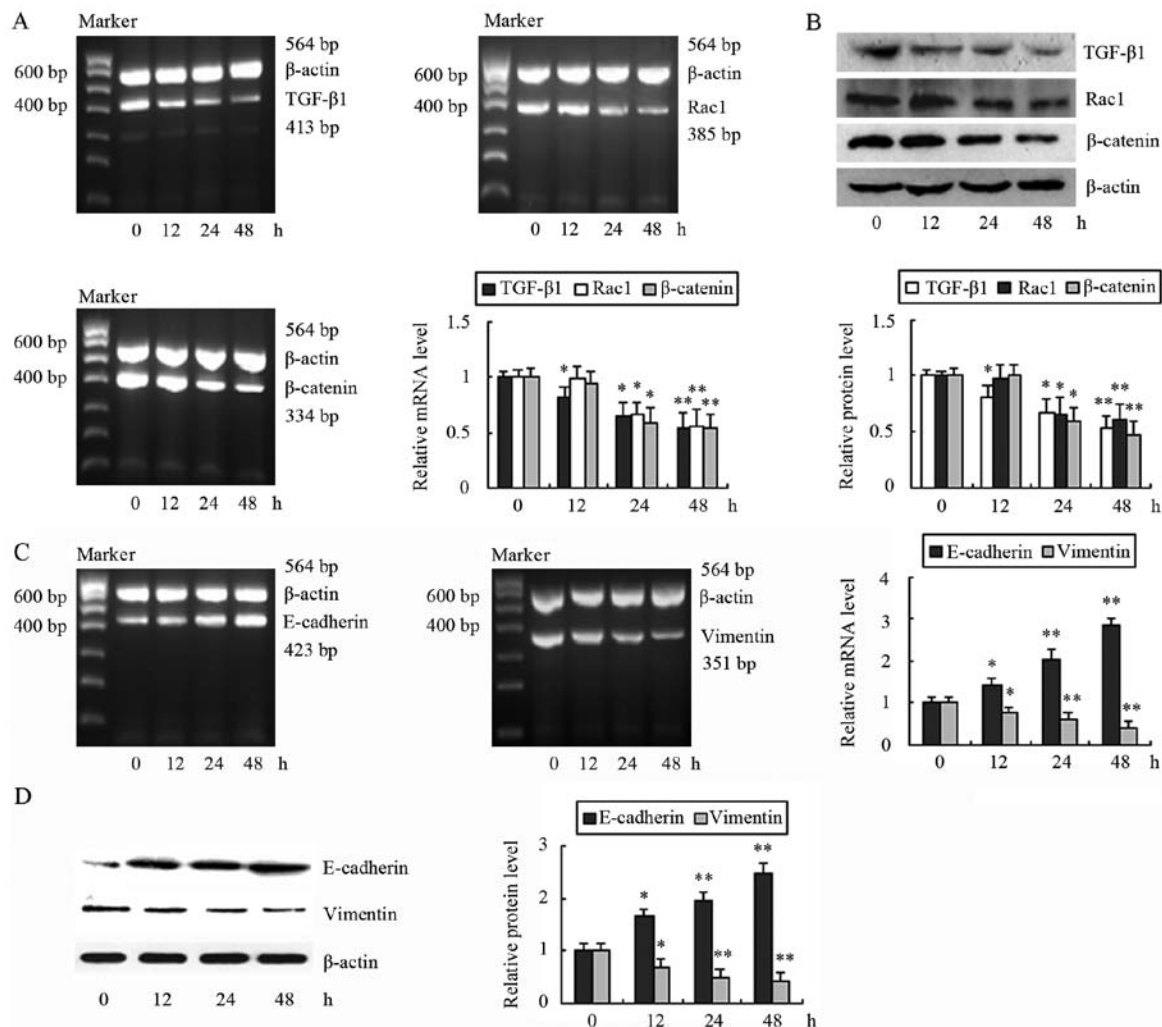 A
Marker
600 bp
400 bp
564 bp
β-actin
TGF-β1
413 bp
0 12 24 48 h
600 bp
400 bp
Marker
564 bp
β-actin
Rac1
385 bp
0 12 24 48 h
B
TGF-β1
Rac1
β-catenin
β-actin
0 12 24 48 h
Marker
600 bp
400 bp
564 bp
β-actin
β-catenin
334 bp
0 12 24 48 h
TGF-β1 Rac1 β-catenin
Relative mRNA level
1.5
1
0.5
0
* * * * ** ** **
0 12 24 48 h
TGF-β1 Rac1 β-catenin
Relative protein level
1.5
1
0.5
0
* * * * ** ** **
0 12 24 48 h
C
Marker
600 bp
400 bp
564 bp
β-actin
E-cadherin
423 bp
0 12 24 48 h
Marker
600 bp
400 bp
564 bp
β-actin
Vimentin
351 bp
0 12 24 48 h
E-cadherin Vimentin
Relative mRNA level
4
3
2
1
0
* * ** ** ** **
0 12 24 48 h
D
E-cadherin
Vimentin
β-actin
0 12 24 48 h
E-cadherin Vimentin
Relative protein level
3
2
1
0
* * ** ** ** **
0 12 24 48 h